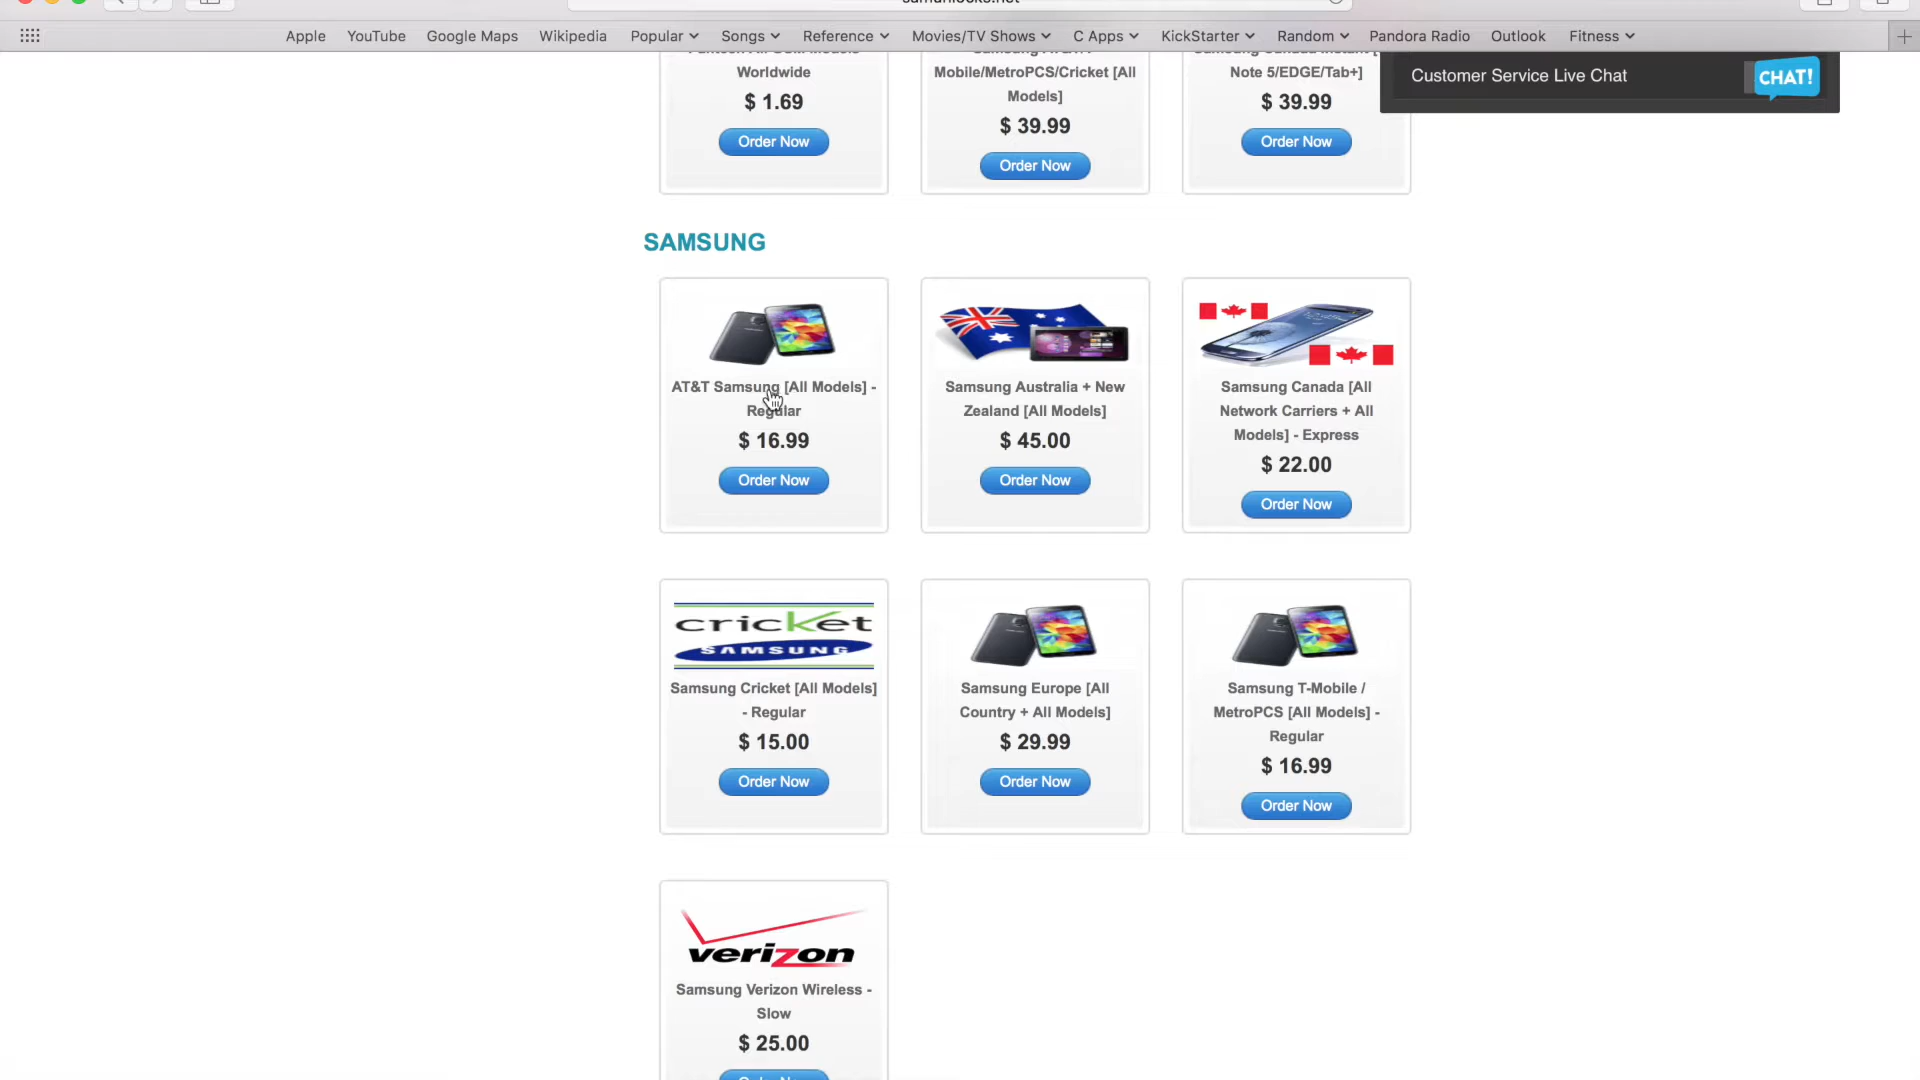 Apple YouTube Google Maps Wikipedia Popular Songs Reference Movies/TV Shows C Apps KickStarter Random Pandora Radio Outlook Fitness
Customer Service Live Chat
CHAT!
Worldwide
$ 1.69
Order Now
Mobile/MetroPCS/Cricket [All
Models]
$ 39.99
Order Now
Note 5/EDGE/Tab+]
$ 39.99
Order Now
SAMSUNG
AT&T Samsung [All Models] -
Regular
$ 16.99
Order Now
Samsung Australia + New
Zealand [All Models]
$ 45.00
Order Now
Samsung Canada [All
Network Carriers + All
Models] - Express
$ 22.00
Order Now
cricket
SAMSUNG
Samsung Cricket [All Models]
- Regular
$ 15.00
Order Now
Samsung Europe [All
Country + All Models]
$ 29.99
Order Now
Samsung T-Mobile /
MetroPCS [All Models] -
Regular
$ 16.99
Order Now
verizon
Samsung Verizon Wireless -
Slow
$ 25.00